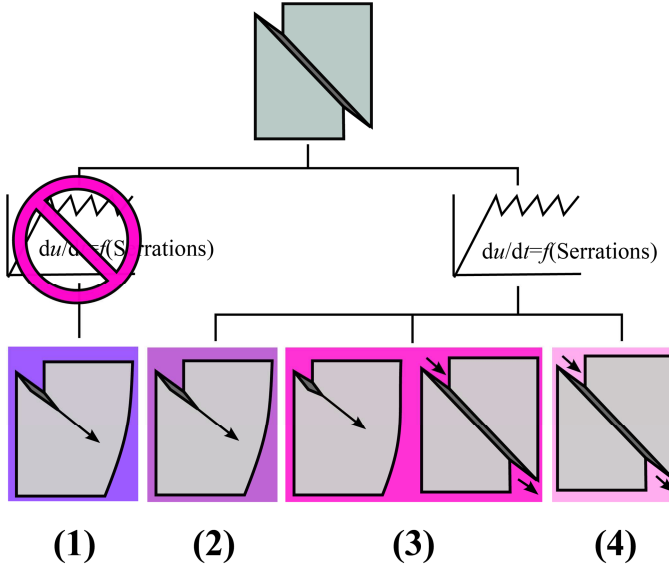 du/dt=f(Serrations)
du/dt=f(Serrations)
(1)
(2)
(3)
(4)